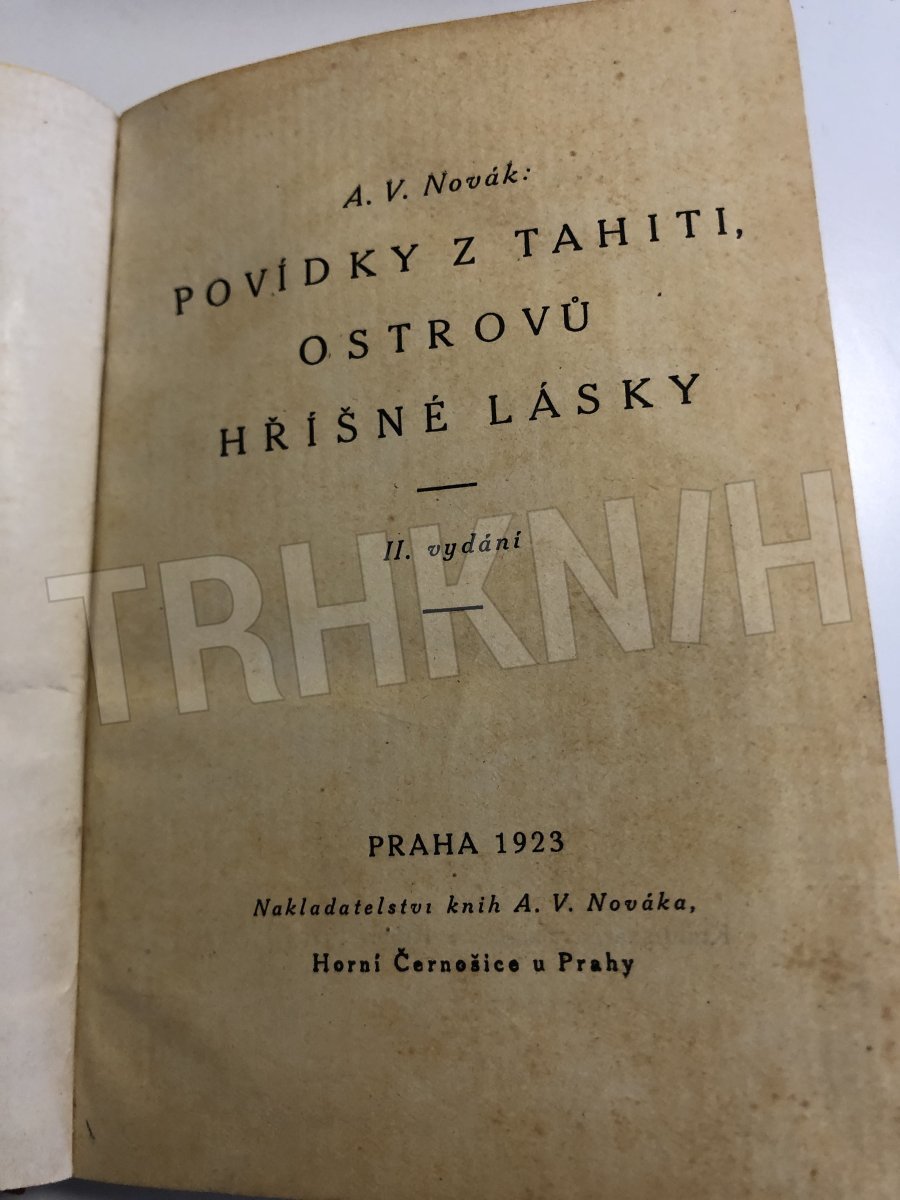 A. V. Novák:
POVÍDKY Z TAHITI,
OSTROVŮ
HŘÍŠNÉ LÁSKY
II. vydání
TRHKNIH
PRAHA 1923
Nakladatelství knih A. V. Nováka,
Horní Černošice u Prahy